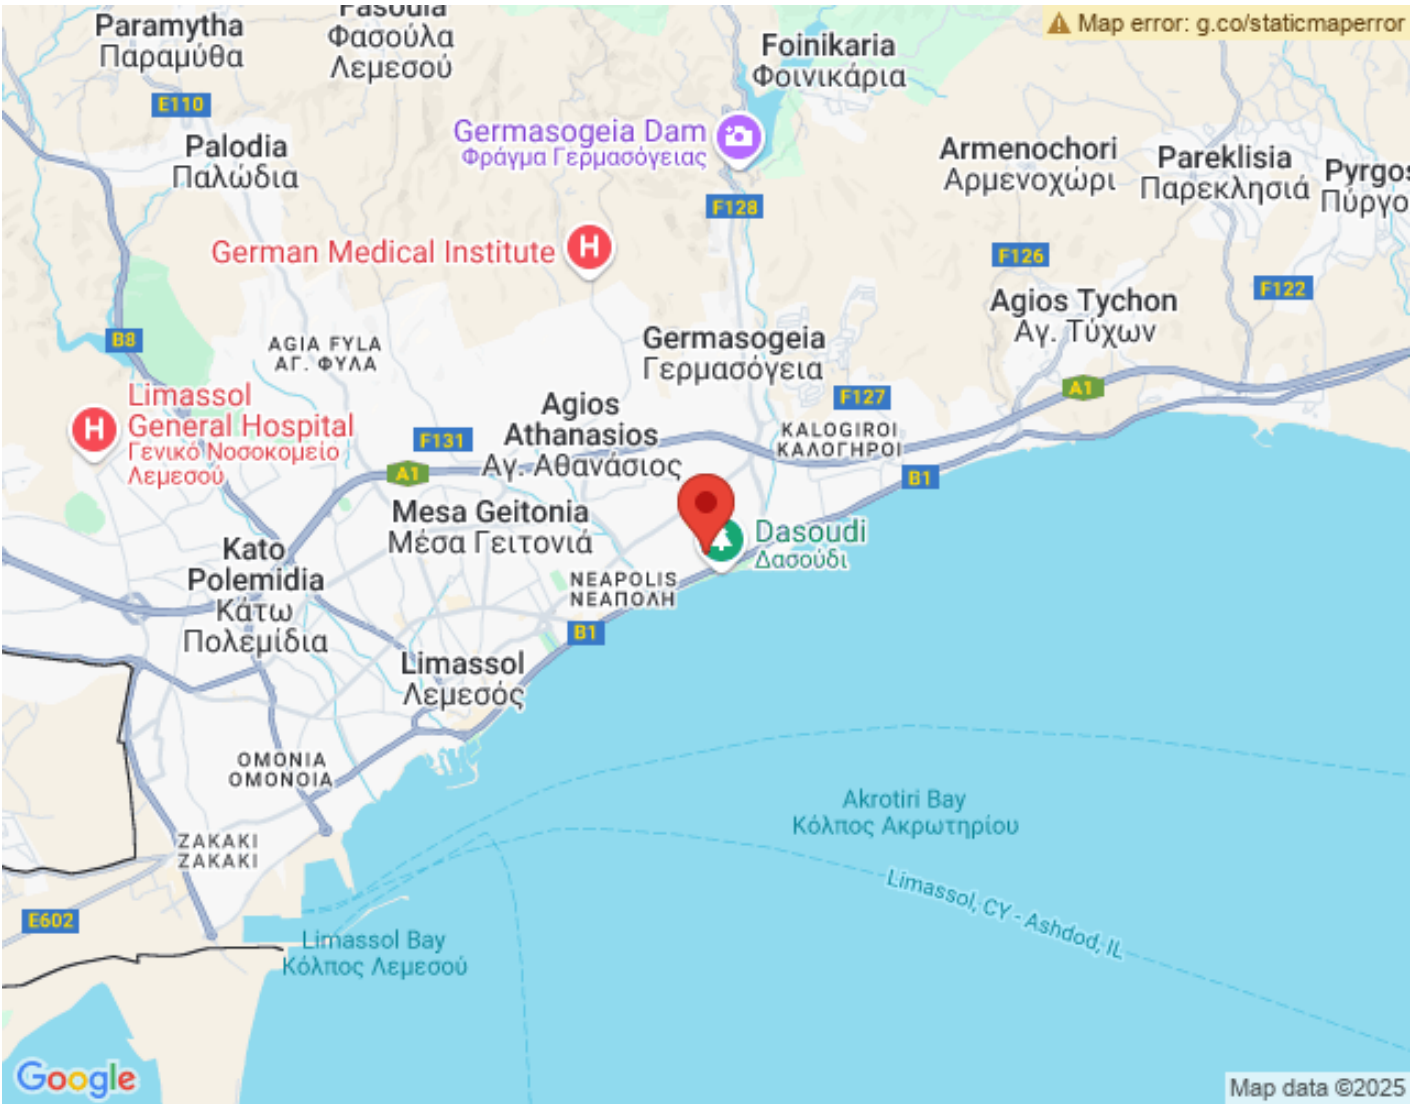 Fasoula
Φασούλα
Λεμεσού
Paramytha
Παραμύθα
Map error: g.co/staticmaperror
Foinikaria
Φοινικάρια
E110
Germasogeia Dam
Φράγμα Γερμασόγειας
Palodia
Παλώδια
Armenochori
Αρμενοχώρι
Pareklisia
Παρεκλησιά
F128
German Medical Institute
H
F126
F122
Agios Tychon
Αγ. Τύχων
B8
AGIA FYLA
ΑΓ. ΦΥΛΑ
Germasogeia
Γερμασόγεια
A1
F127
Limassol
General Hospital
Γενικό Νοσοκομείο
Λεμεσού
H
Agios
Athanasios
Αγ. Αθανάσιος
F131
KALOGIROI
ΚΑΛΟΓΗΡΟΙ
A1
B1
Mesa Geitonia
Μέσα Γειτονιά
Dasoudi
Δασούδι
Kato
Polemidia
Κάτω
Πολεμίδια
NEAPOLIS
ΝΕΑΠΟΛΗ
B1
Limassol
Λεμεσός
OMONIA
ΟΜΟΝΟΙΑ
Akrotiri Bay
Κόλπος Ακρωτηρίου
ZAKAKI
ΖΑΚΑΚΙ
Limassol, CY - Ashdod, IL
E602
Limassol Bay
Κόλπος Λεμεσού
Google
Map data ©2025